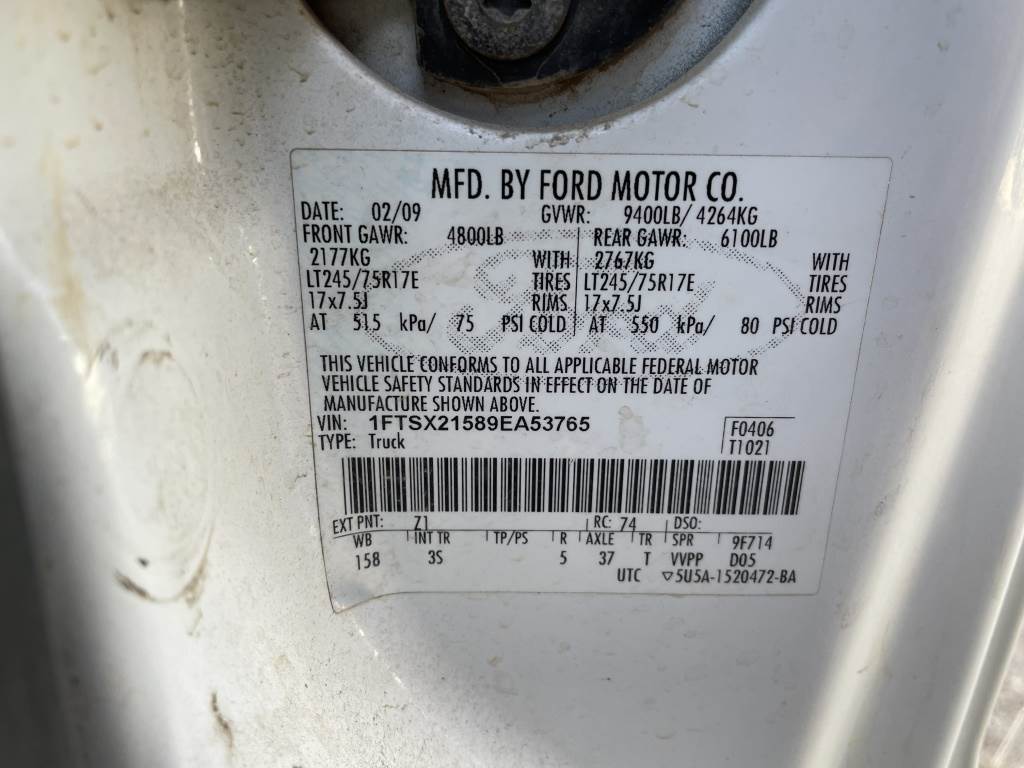 MFD. BY FORD MOTOR CO.
DATE: 02/09 GVWR: 9400LB/ 4264KG
FRONT GAWR: 4800LB REAR GAWR: 6100LB
2177KG WITH 2767KG WITH
LT245/75R17E TIRES LT245/75R17E TIRES
17x7.5J RIMS 17x7.5J RIMS
AT 515 kPa/ 75 PSI COLD AT 550 kPa/ 80 PSI COLD
THIS VEHICLE CONFORMS TO ALL APPLICABLE FEDERAL MOTOR
VEHICLE SAFETY STANDARDS IN EFFECT ON THE DATE OF
MANUFACTURE SHOWN ABOVE.
VIN: 1FTSX21589EA53765 F0406
TYPE: Truck T1021
EXT PNT: Z1 RC: 74 DSO:
WB INT TR TP/PS R AXLE TR SPR 9F714
158 3S 5 37 T VVPP D05
UTC ▽5U5A-1520472-BA